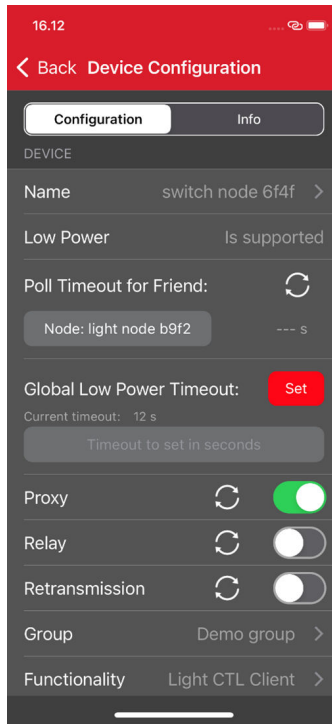 16.12
Back Device Configuration
Configuration Info
DEVICE
Name switch node 6f4f
Low Power Is supported
Poll Timeout for Friend:
Node: light node b9f2 --- s
Global Low Power Timeout: Set
Current timeout: 12 s
Timeout to set in seconds
Proxy
Relay
Retransmission
Group Demo group
Functionality Light CTL Client